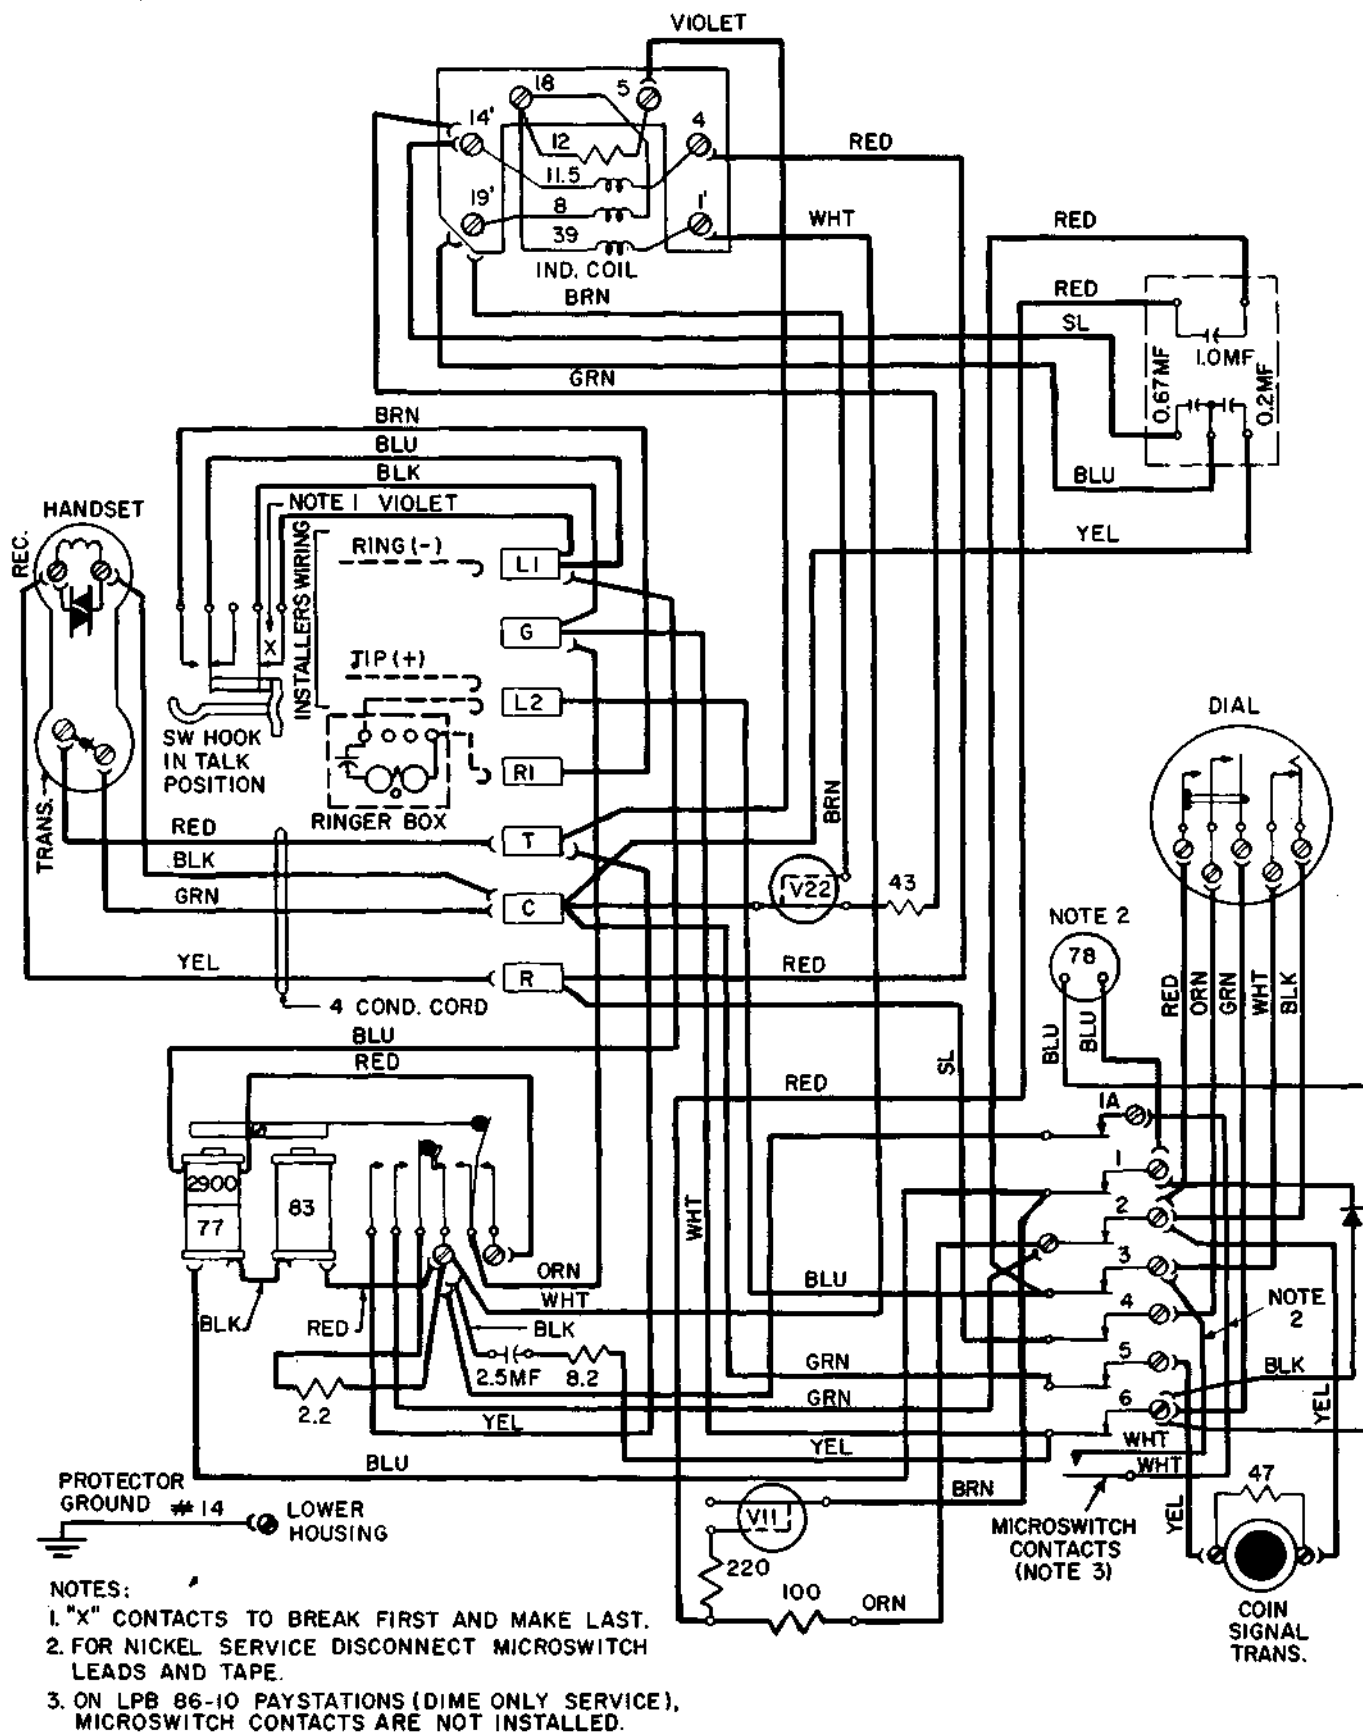 VIOLET
18
5
14'
4
12
RED
11.5
19'
8
1'
WHT
39
RED
IND. COIL
BRN
RED
SL
1.0MF
0.67MF
0.2MF
GRN
BRN
BLU
BLK
BLU
NOTE 1
VIOLET
HANDSET
REC.
YEL
RING (-)
L1
INSTALLERS WIRING
X
G
TIP (+)
L2
DIAL
SW HOOK
IN TALK
POSITION
R1
TRANS.
RINGER BOX
BRN
RED
T
BLK
V22
43
GRN
C
NOTE 2
78
YEL
R
RED
RED
ORN
GRN
WHT
BLK
4 COND. CORD
BLU
BLU
BLU
RED
SL
RED
1A
1
2900
77
83
WHT
2
3
ORN
BLU
WHT
4
NOTE
2
BLK
RED
BLK
5
GRN
BLK
2.5MF
8.2
2.2
GRN
6
YEL
YEL
YEL
WHT
BLU
WHT
47
PROTECTOR
GROUND
# 14
LOWER
HOUSING
BRN
YEL
V11
MICROSWITCH
CONTACTS
(NOTE 3)
220
100
ORN
COIN
SIGNAL
TRANS.
NOTES:
1. "X" CONTACTS TO BREAK FIRST AND MAKE LAST.
2. FOR NICKEL SERVICE DISCONNECT MICROSWITCH
LEADS AND TAPE.
3. ON LPB 86-10 PAYSTATIONS (DIME ONLY SERVICE),
MICROSWITCH CONTACTS ARE NOT INSTALLED.